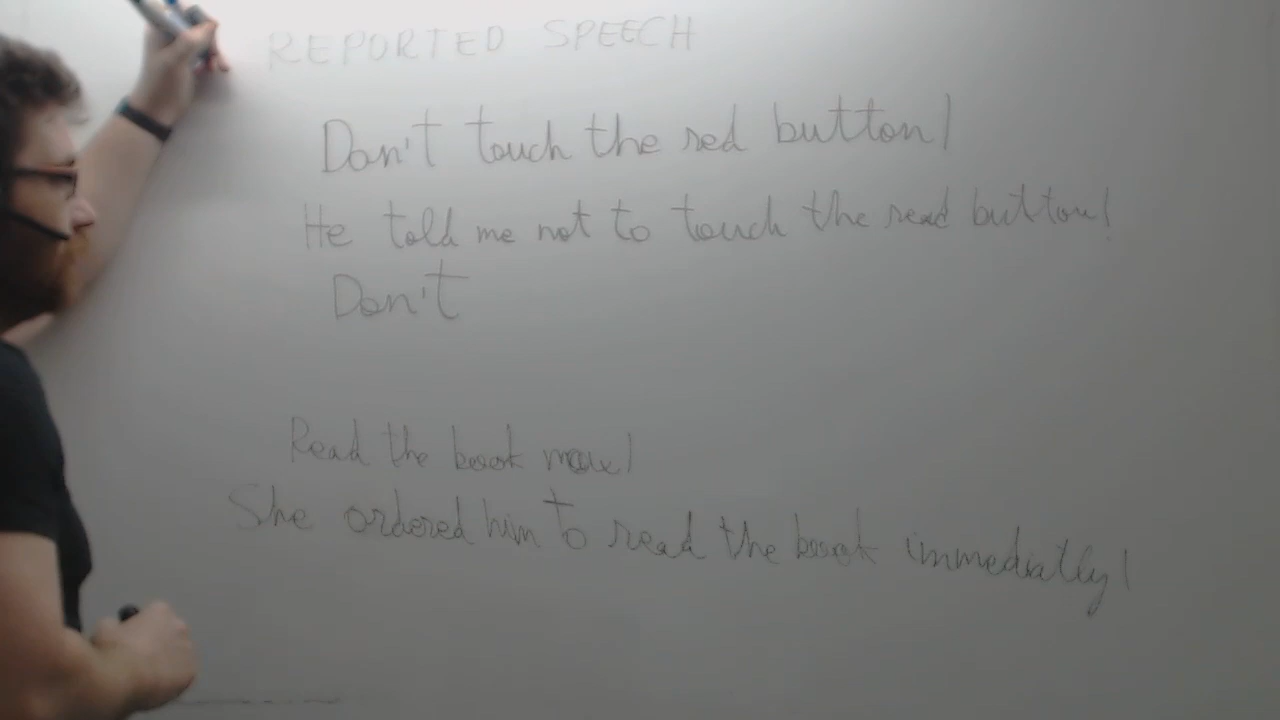 REPORTED SPEECH
Don't touch the red button!
He told me not to touch the read button!
Don't
Read the book now!
She ordered him to read the book immediatly!